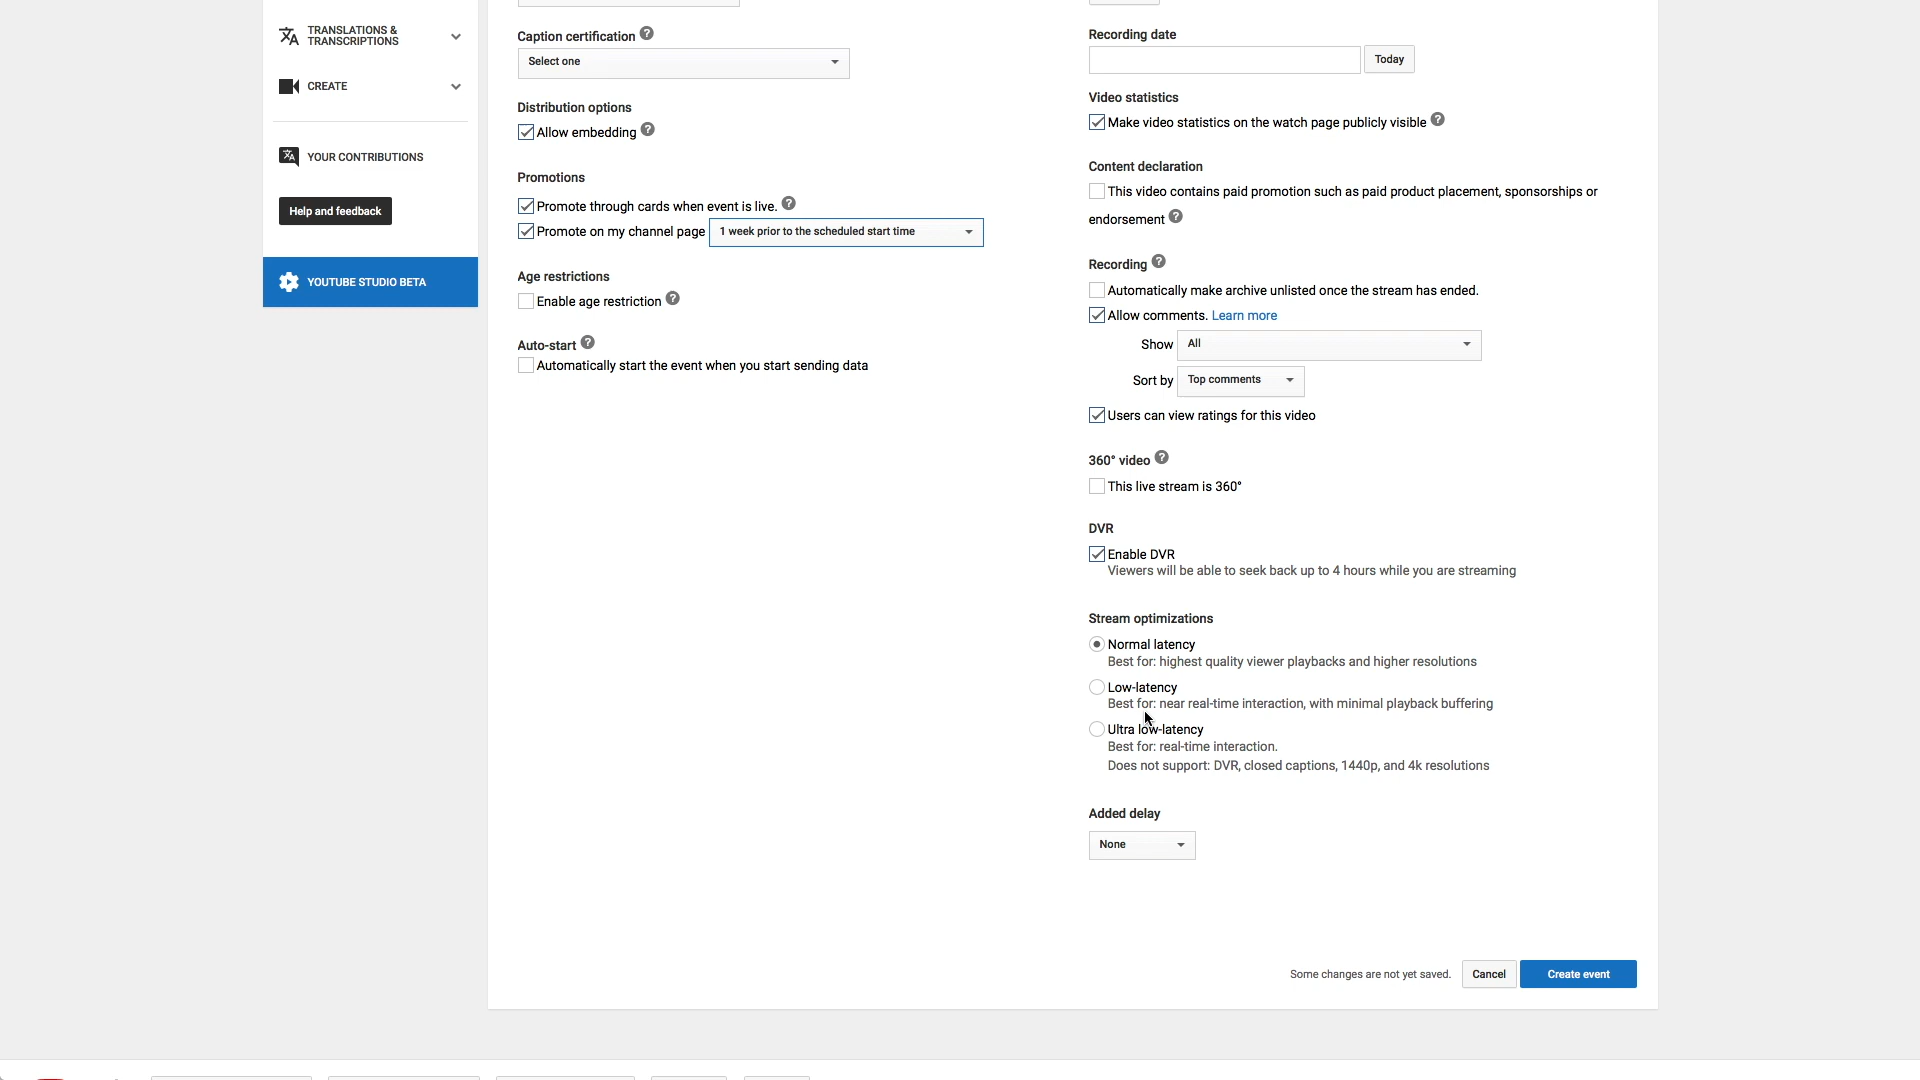 TRANSLATIONS &
TRANSCRIPTIONS
CREATE
YOUR CONTRIBUTIONS
Help and feedback
YOUTUBE STUDIO BETA
Caption certification ?
Select one
Distribution options
Allow embedding ?
Promotions
Promote through cards when event is live. ?
Promote on my channel page 1 week prior to the scheduled start time
Age restrictions
Enable age restriction ?
Auto-start ?
Automatically start the event when you start sending data
Recording date
Today
Video statistics
Make video statistics on the watch page publicly visible ?
Content declaration
This video contains paid promotion such as paid product placement, sponsorships or
endorsement ?
Recording ?
Automatically make archive unlisted once the stream has ended.
Allow comments. Learn more
Show All
Sort by Top comments
Users can view ratings for this video
360° video ?
This live stream is 360°
DVR
Enable DVR
Viewers will be able to seek back up to 4 hours while you are streaming
Stream optimizations
Normal latency
Best for: highest quality viewer playbacks and higher resolutions
Low-latency
Best for: near real-time interaction, with minimal playback buffering
Ultra low-latency
Best for: real-time interaction.
Does not support: DVR, closed captions, 1440p, and 4k resolutions
Added delay
None
Some changes are not yet saved. Cancel Create event